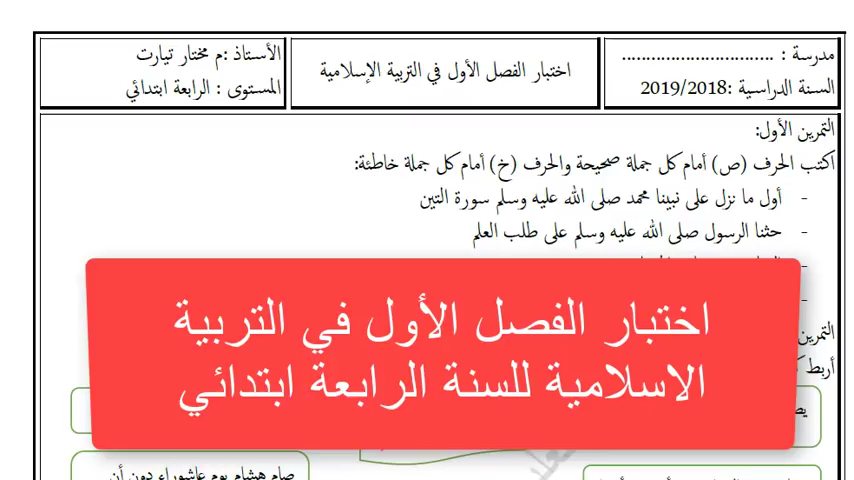 مدرسة : ................................
السنة الدراسية :2019/2018
اختبار الفصل الأول في التربية الإسلامية
الأستاذ :م مختار تيارت
المستوى : الرابعة ابتدائي
التمرين الأول:
اكتب الحرف (ص) أمام كل جملة صحيحة والحرف (خ) أمام كل جملة خاطئة:
- أول ما نزل على نبينا محمد صلى الله عليه وسلم سورة التين
- حثنا الرسول صلى الله عليه وسلم على طلب العلم
-
-
اختبار الفصل الأول في التربية
الاسلامية للسنة الرابعة ابتدائي
التمرين
أربط
صام هشام يوم عاشوراء دون أن